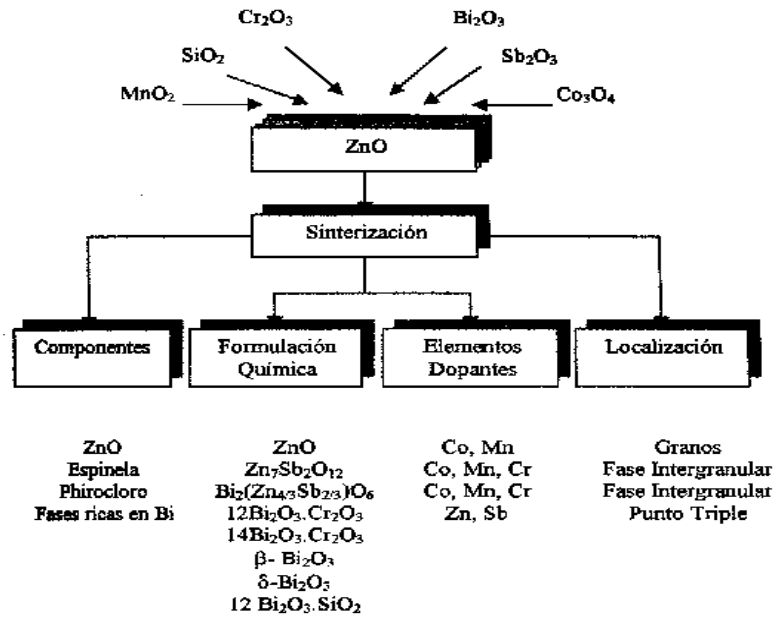 Cr₂O₃ Bi₂O₃
SiO₂ Sb₂O₃
MnO₂ Co₃O₄
ZnO
Sinterización
Componentes
Formulación
Química
Elementos
Dopantes
Localización
ZnO ZnO Co, Mn Granos
Espinela Zn₇Sb₂O₁₂ Co, Mn, Cr Fase Intergranular
Phirocloro Bi₂(Zn₄/₃Sb₂/₃)O₆ Co, Mn, Cr Fase Intergranular
Fases ricas en Bi 12Bi₂O₃.Cr₂O₃ Zn, Sb Punto Triple
14Bi₂O₃.Cr₂O₃
β- Bi₂O₃
δ-Bi₂O₃
12 Bi₂O₃.SiO₂